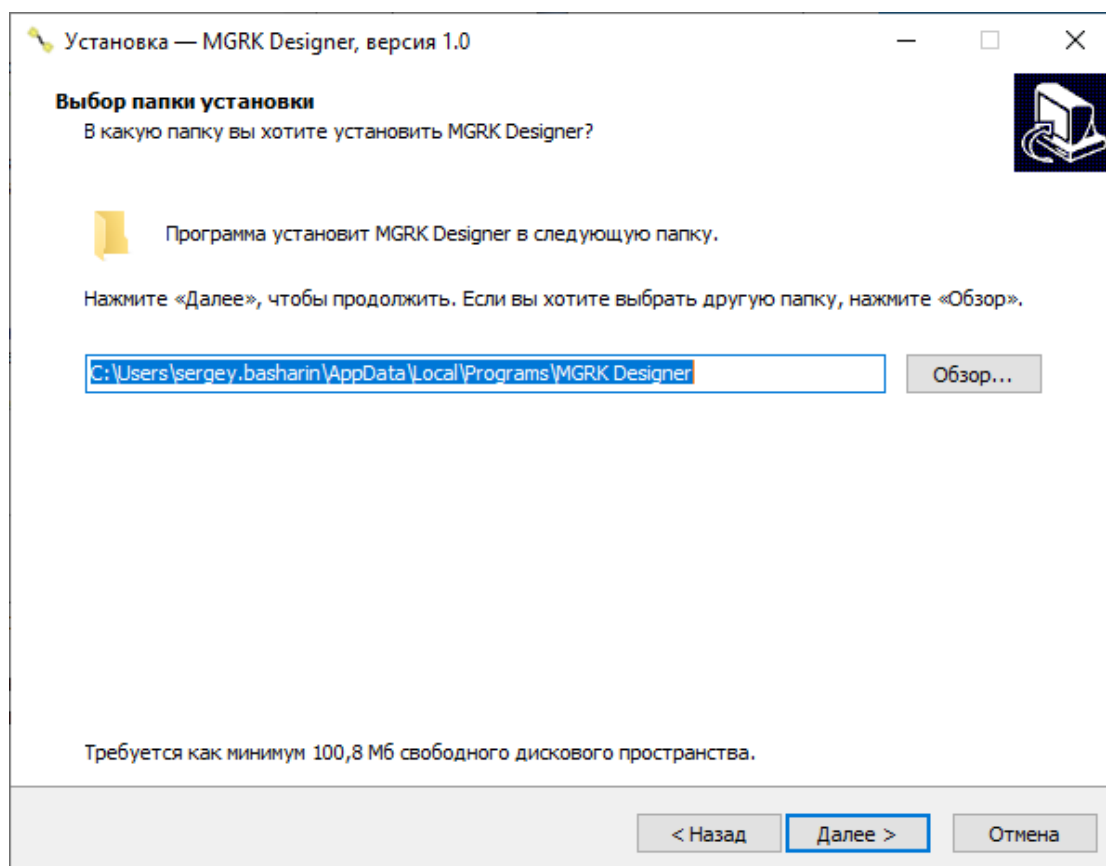 Установка — MGRK Designer, версия 1.0
Выбор папки установки
В какую папку вы хотите установить MGRK Designer?
Программа установит MGRK Designer в следующую папку.
Нажмите «Далее», чтобы продолжить. Если вы хотите выбрать другую папку, нажмите «Обзор».
C:\Users\sergey.basharin\AppData\Local\Programs\MGRK Designer
Обзор...
Требуется как минимум 100,8 Мб свободного дискового пространства.
< Назад
Далее >
Отмена